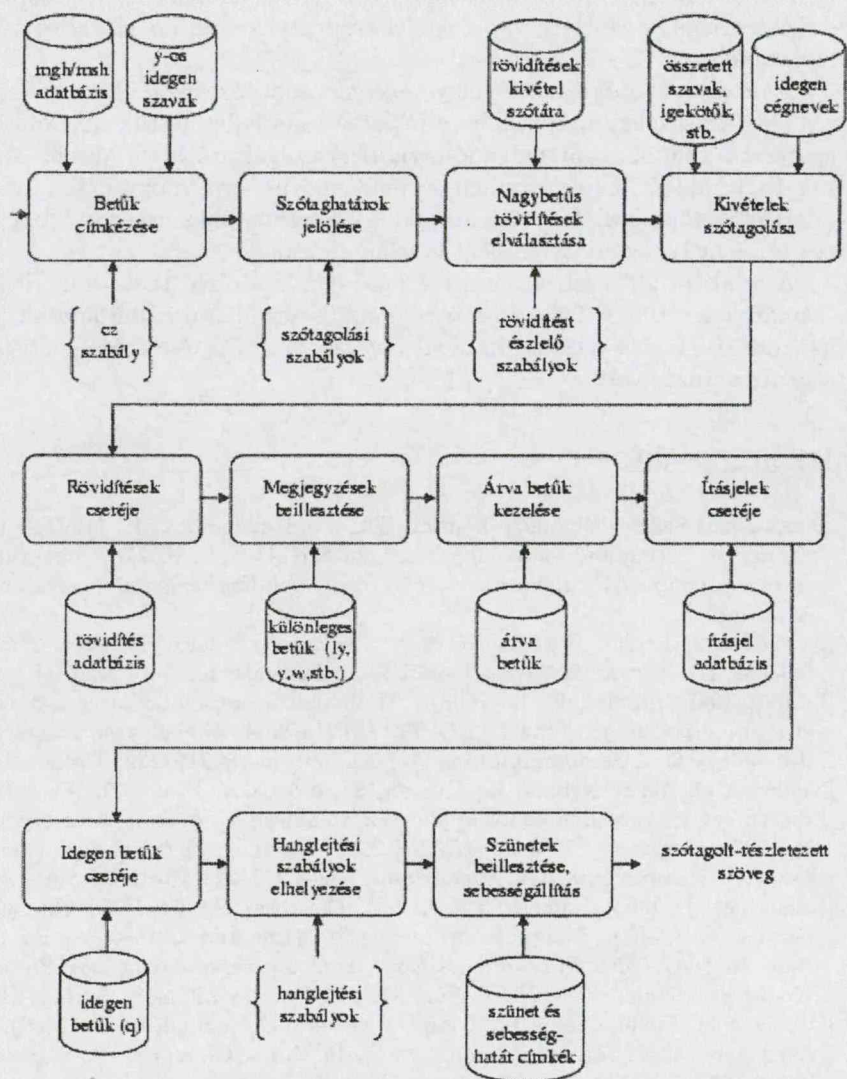 mgh/msh
adatbázis
y-os
idegen
szavak
rövidítések
kivétel
szótára
összetett
szavak,
igekötők,
stb.
idegen
cégnevek
Betűk
címkézése
Szótaghatárok
jelölése
Nagybetűs
rövidítések
elválasztása
Kivételek
szótagolása
cz
szabály
szótagolási
szabályok
rövidítést
észlelő
szabályok
Rövidítések
cseréje
Megjegyzések
beillesztése
Árva betűk
kezelése
Írásjelek
cseréje
rövidítés
adatbázis
különleges
betűk (ly,
y,w,stb.)
árva
betűk
írásjel
adatbázis
Idegen betűk
cseréje
Hanglejtési
szabályok
elhelyezése
Szünetek
beillesztése,
sebességállítás
szótagolt-részletezett
szöveg
idegen
betűk (q)
hanglejtési
szabályok
szünet és
sebesség-
határ címkék